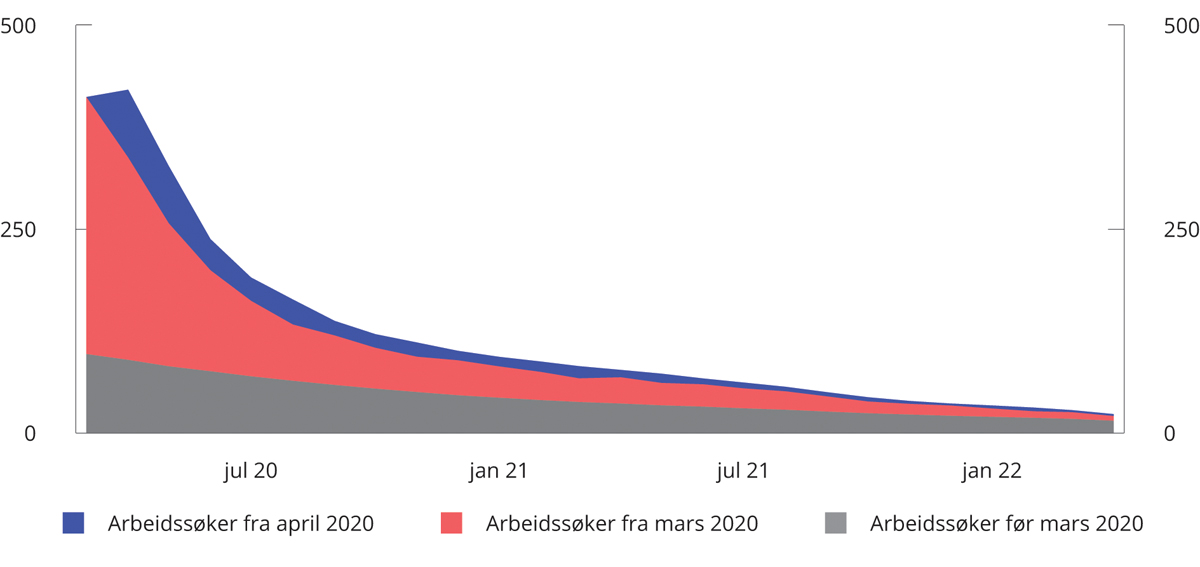 500 500
250 250
0 0
jul 20 jan 21 jul 21 jan 22
Arbeidssøker fra april 2020 Arbeidssøker fra mars 2020 Arbeidssøker før mars 2020